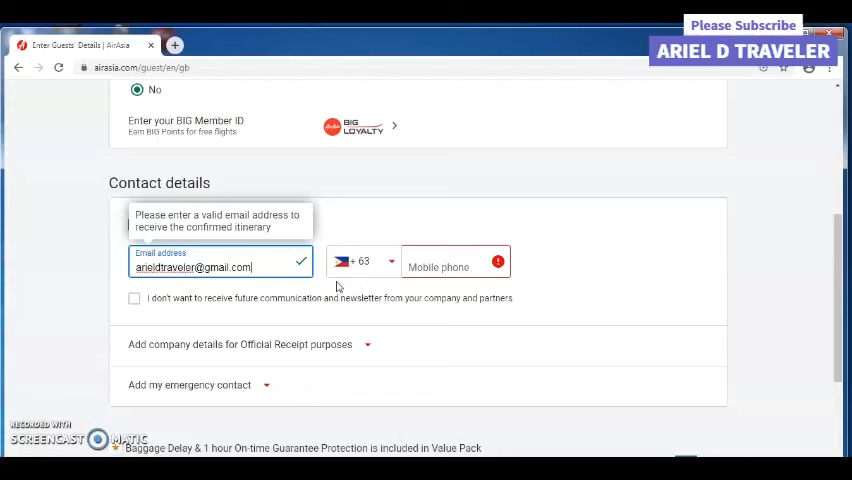 Please Subscribe
ARIEL D TRAVELER
Enter Guests' Details | AirAsia
airasia.com/guest/en/gb
No
Enter your BIG Member ID
Earn BIG Points for free flights.
AirAsia BIG LOYALTY
Contact details
Please enter a valid email address to
receive the confirmed itinerary
Email address
arieldtraveler@gmail.com
+ 63
Mobile phone
I don't want to receive future communication and newsletter from your company and partners
Add company details for Official Receipt purposes
Add my emergency contact
RECORDED WITH
SCREENCAST MATIC
Baggage Delay & 1 hour On-time Guarantee Protection is included in Value Pack